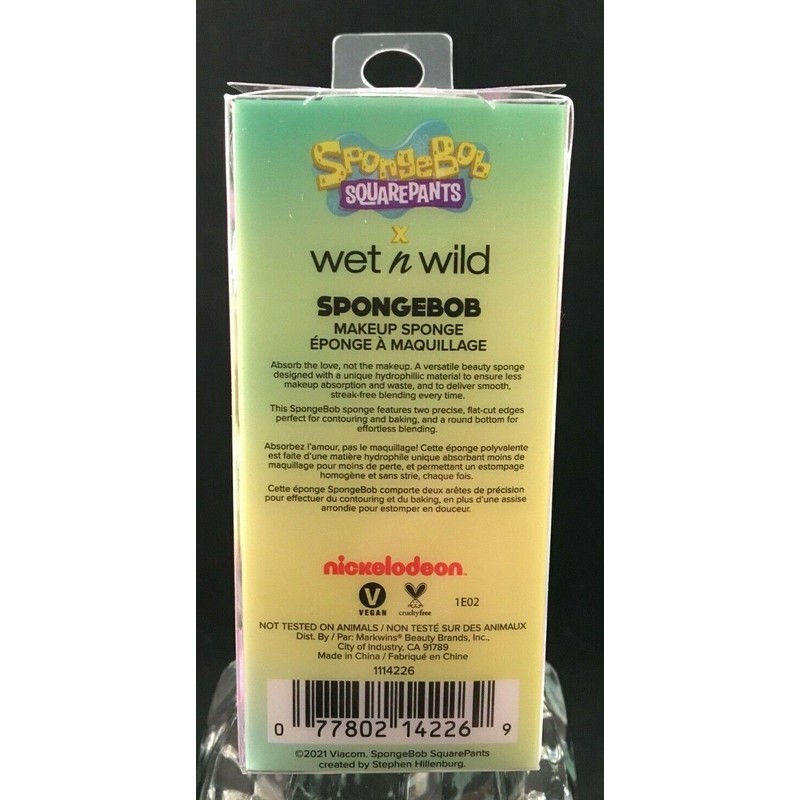 SpongeBob
SQUAREPANTS
x
wet n wild
SPONGEBOB
MAKEUP SPONGE
ÉPONGE À MAQUILLAGE
Absorb the love, not the makeup. A versatile beauty sponge
designed with a unique hydrophillic material to ensure less
makeup absorption and waste, and to deliver smooth,
streak-free blending every time.
This SpongeBob sponge features two precise, flat-cut edges
perfect for contouring and baking, and a round bottom for
effortless blending.
Absorbez l'amour, pas le maquillage! Cette éponge polyvalente
est faite d'une matière hydrophile unique absorbant moins de
maquillage pour moins de perte, et permettant un estompage
homogène et sans strie, chaque fois.
Cette éponge SpongeBob comporte deux arêtes de précision
pour effectuer du contouring et du baking, en plus d'une assise
arrondie pour estomper en douceur.
nickelodeon
V VEGAN crueltyfree 1E02
NOT TESTED ON ANIMALS / NON TESTÉ SUR DES ANIMAUX
Dist. By / Par: Markwins® Beauty Brands, Inc.,
City of Industry, CA 91789
Made in China / Fabriqué en Chine
1114226
0 77802 14226 9
©2021 Viacom. SpongeBob SquarePants
created by Stephen Hillenburg.